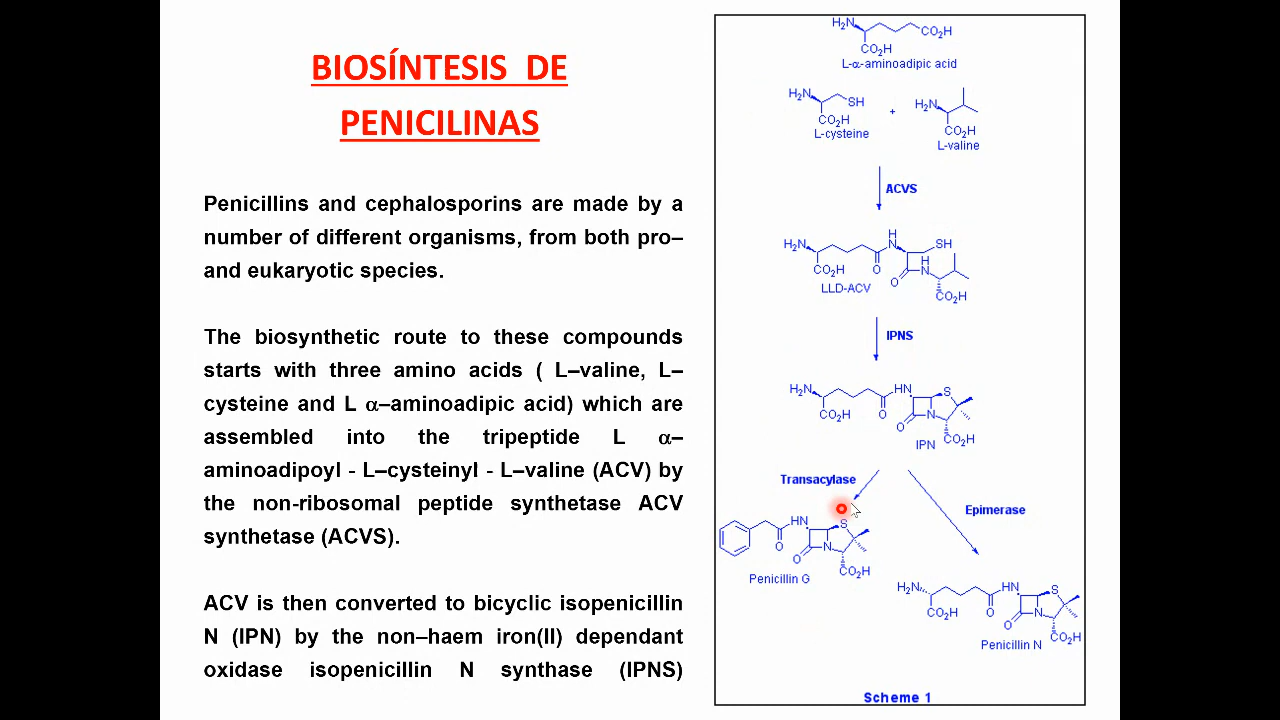 BIOSÍNTESIS DE
PENICILINAS
Penicillins and cephalosporins are made by a
number of different organisms, from both pro–
and eukaryotic species.
The biosynthetic route to these compounds
starts with three amino acids ( L–valine, L–
cysteine and L α–aminoadipic acid) which are
assembled into the tripeptide L α–
aminoadipoyl - L–cysteinyl - L–valine (ACV) by
the non-ribosomal peptide synthetase ACV
synthetase (ACVS).
ACV is then converted to bicyclic isopenicillin
N (IPN) by the non–haem iron(II) dependant
oxidase isopenicillin N synthase (IPNS)
H₂N
CO₂H
CO₂H
L-α-aminoadipic acid
H₂N
SH
CO₂H
L-cysteine
+
H₂N
CO₂H
L-valine
ACVS
H₂N
CO₂H
O
H
N
SH
O
H
N
CO₂H
LLD-ACV
IPNS
H₂N
CO₂H
O
HN
S
N
O
CO₂H
IPN
Transacylase
Epimerase
HN
O
S
N
O
CO₂H
Penicillin G
H₂N
CO₂H
O
HN
S
N
O
CO₂H
Penicillin N
Scheme 1